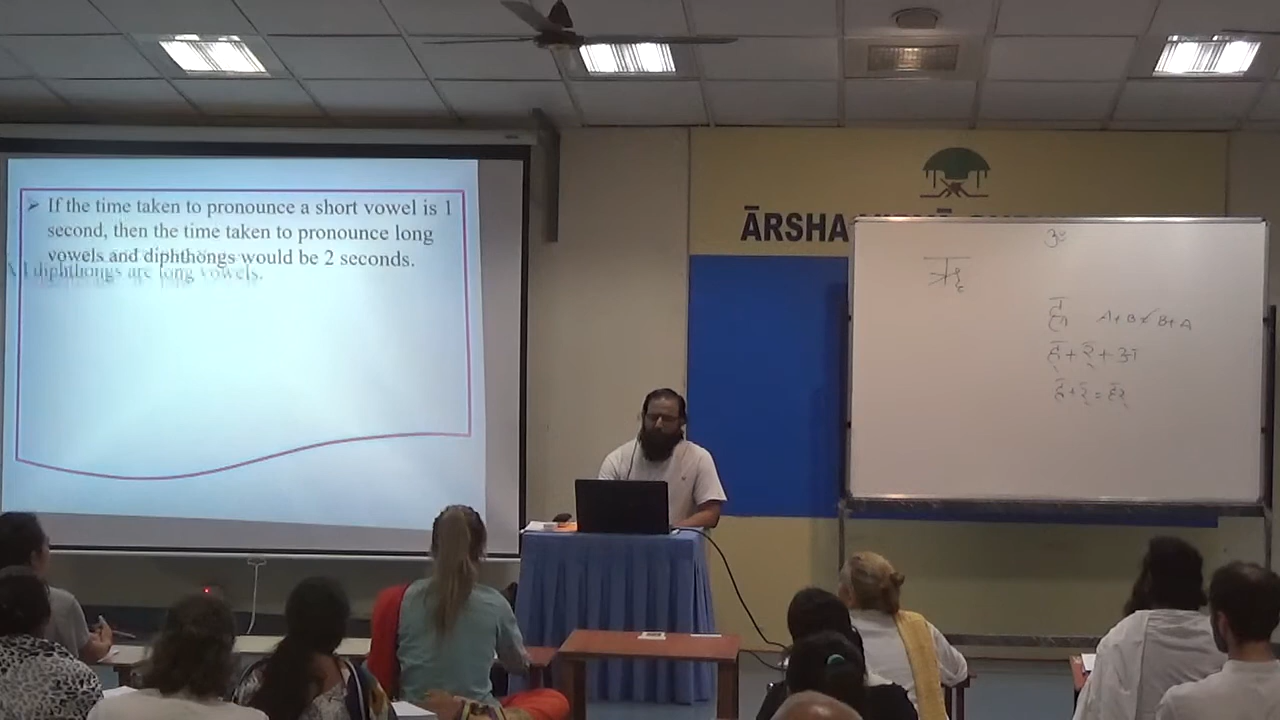 ➢ If the time taken to pronounce a short vowel is 1
second, then the time taken to pronounce long
vowels and diphthongs would be 2 seconds.
diphthongs are long vowels.
ĀRSHA
ॐ
A+B≠B+A
ह्+र्+अ